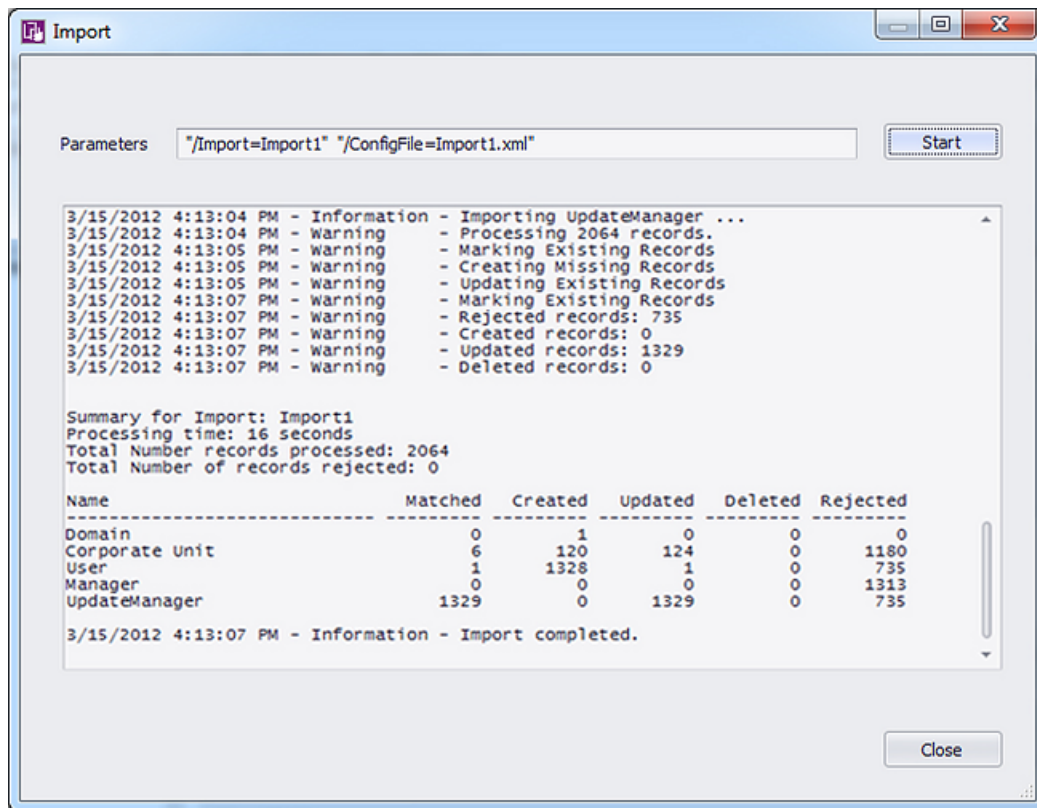 Import
Parameters "/Import=Import1" "/ConfigFile=Import1.xml" Start
3/15/2012 4:13:04 PM - Information - Importing UpdateManager ...
3/15/2012 4:13:04 PM - Warning - Processing 2064 records.
3/15/2012 4:13:05 PM - Warning - Marking Existing Records
3/15/2012 4:13:05 PM - Warning - Creating Missing Records
3/15/2012 4:13:05 PM - Warning - Updating Existing Records
3/15/2012 4:13:07 PM - Warning - Marking Existing Records
3/15/2012 4:13:07 PM - Warning - Rejected records: 735
3/15/2012 4:13:07 PM - Warning - Created records: 0
3/15/2012 4:13:07 PM - Warning - Updated records: 1329
3/15/2012 4:13:07 PM - Warning - Deleted records: 0
Summary for Import: Import1
Processing time: 16 seconds
Total Number records processed: 2064
Total Number of records rejected: 0
Name Matched Created Updated Deleted Rejected
------------------------------ --------- --------- --------- --------- ---------
Domain 0 1 0 0 0
Corporate Unit 6 120 124 0 1180
User 1 1328 1 0 735
Manager 0 0 0 0 1313
UpdateManager 1329 0 1329 0 735
3/15/2012 4:13:07 PM - Information - Import completed.
Close